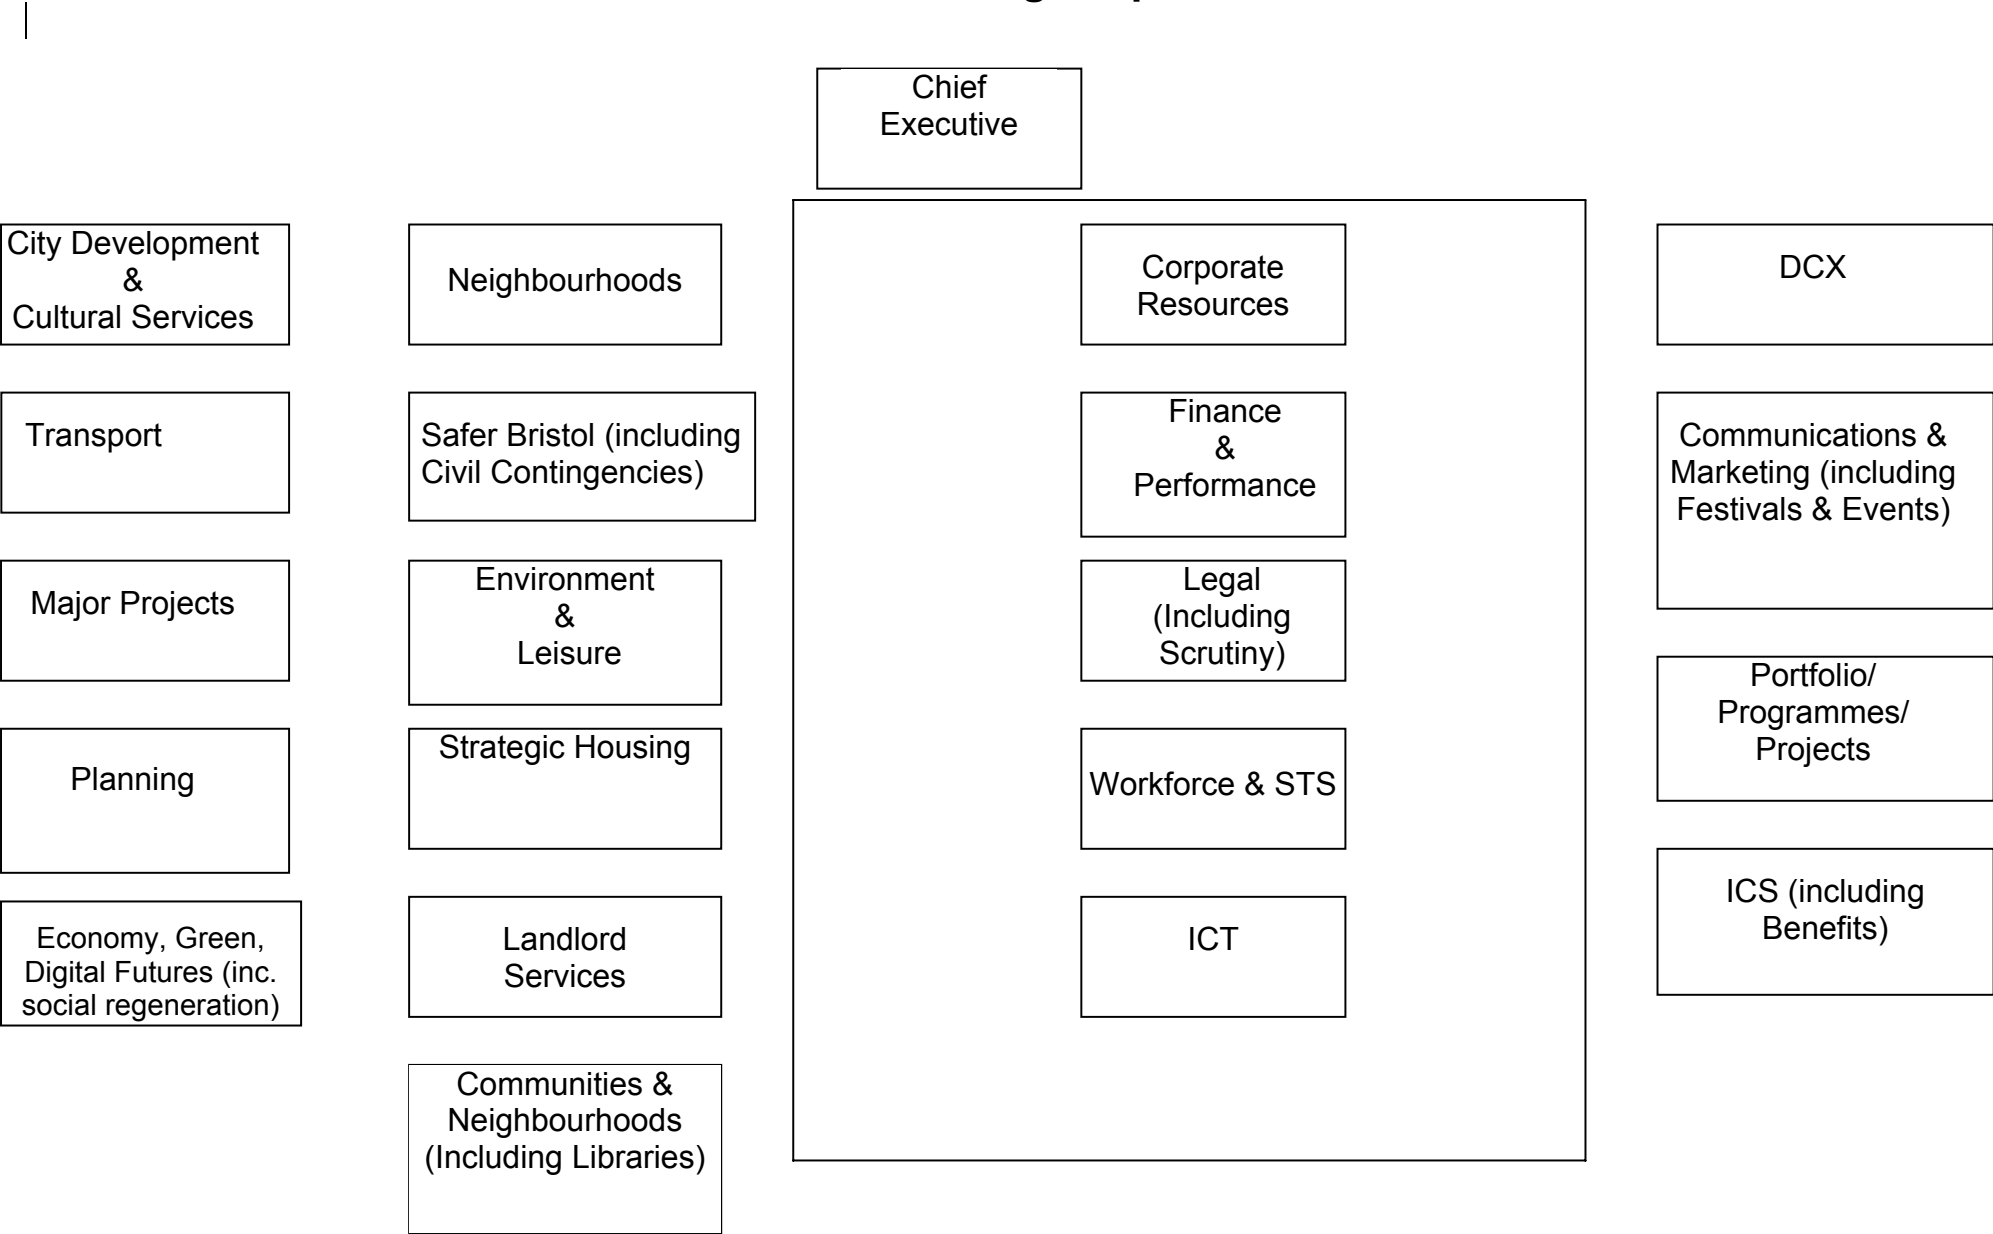 Chief
Executive
City Development
&
Cultural Services
Neighbourhoods
Corporate
Resources
DCX
Transport
Safer Bristol (including
Civil Contingencies)
Finance
&
Performance
Communications &
Marketing (including
Festivals & Events)
Major Projects
Environment
&
Leisure
Legal
(Including
Scrutiny)
Portfolio/
Programmes/
Projects
Planning
Strategic Housing
Workforce & STS
ICS (including
Benefits)
Economy, Green,
Digital Futures (inc.
social regeneration)
Landlord
Services
ICT
Communities &
Neighbourhoods
(Including Libraries)